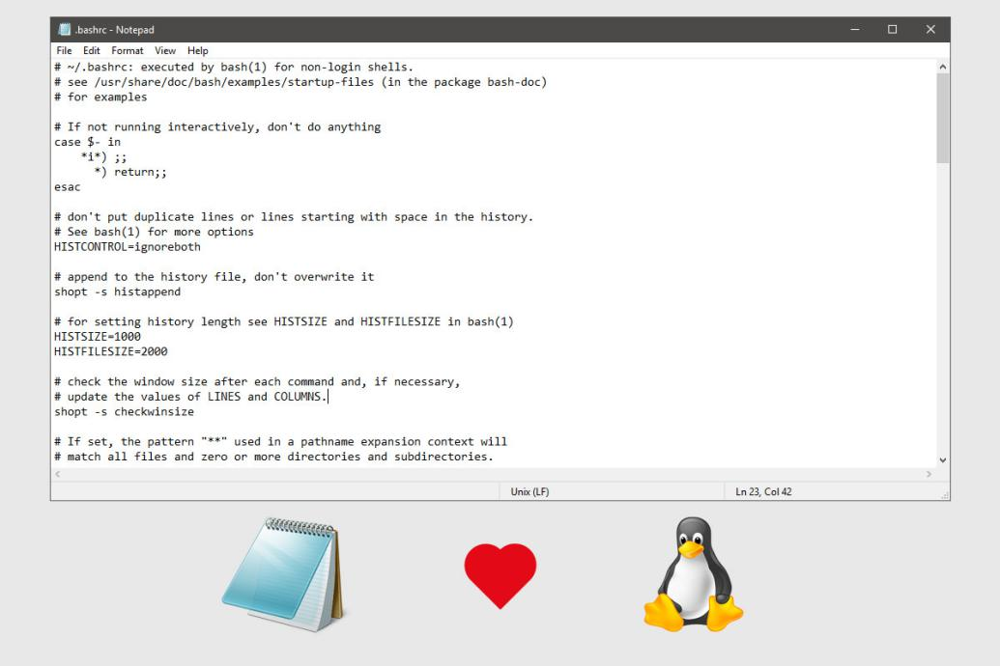 .bashrc - Notepad
File Edit Format View Help
# ~/.bashrc: executed by bash(1) for non-login shells.
# see /usr/share/doc/bash/examples/startup-files (in the package bash-doc)
# for examples

# If not running interactively, don't do anything
case $- in
    *i*) ;;
      *) return;;
esac

# don't put duplicate lines or lines starting with space in the history.
# See bash(1) for more options
HISTCONTROL=ignoreboth

# append to the history file, don't overwrite it
shopt -s histappend

# for setting history length see HISTSIZE and HISTFILESIZE in bash(1)
HISTSIZE=1000
HISTFILESIZE=2000

# check the window size after each command and, if necessary,
# update the values of LINES and COLUMNS.
shopt -s checkwinsize

# If set, the pattern "**" used in a pathname expansion context will
# match all files and zero or more directories and subdirectories.
Unix (LF) Ln 23, Col 42